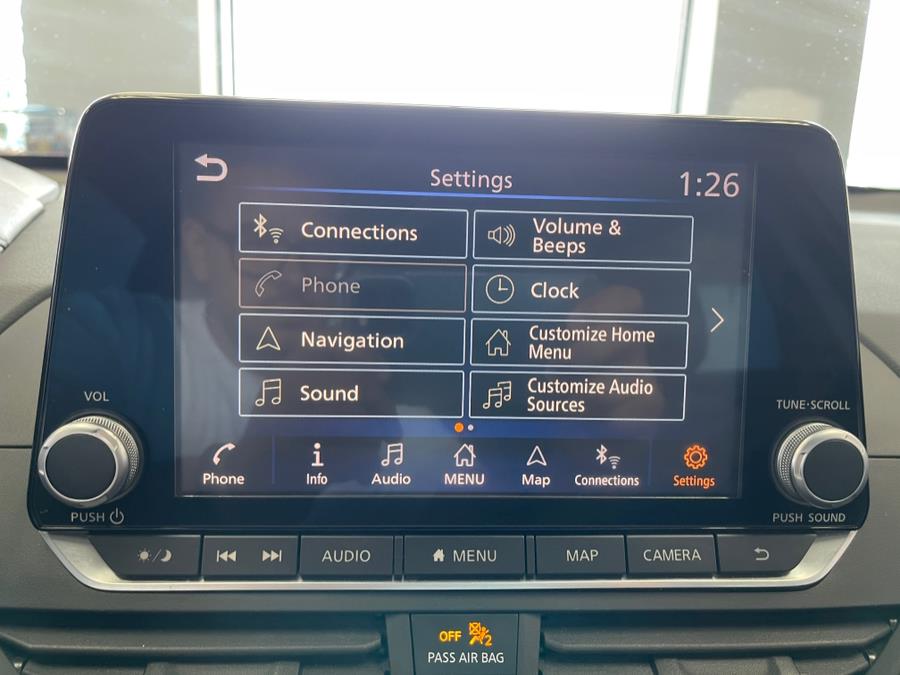 Settings
1:26
Connections
Volume &
Beeps
Phone
Clock
Navigation
Customize Home
Menu
Sound
Customize Audio
Sources
Phone
Info
Audio
MENU
Map
Connections
Settings
VOL
PUSH
TUNE·SCROLL
PUSH SOUND
AUDIO
MENU
MAP
CAMERA
OFF 2
PASS AIR BAG